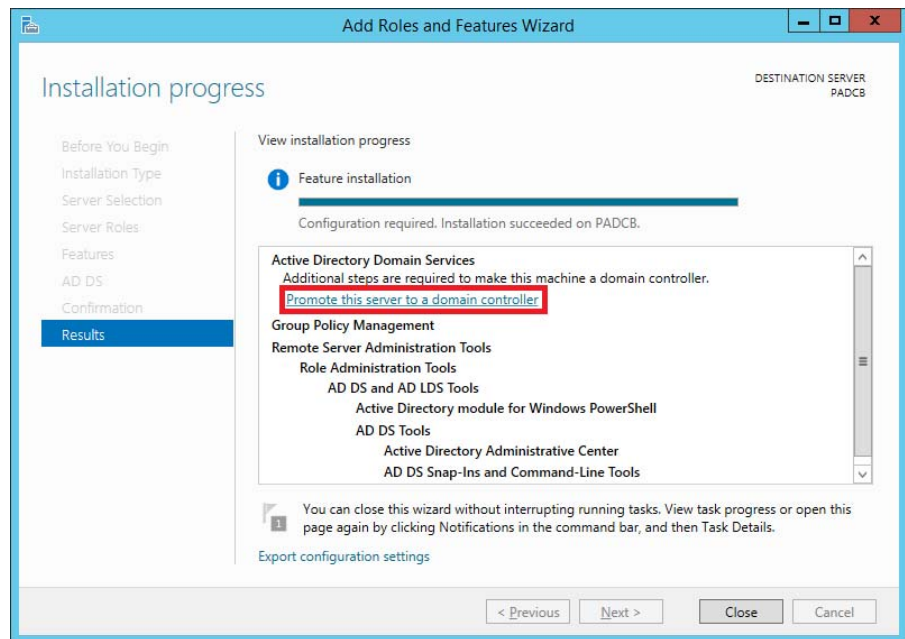 Add Roles and Features Wizard
Installation progress
DESTINATION SERVER
PADCB
Before You Begin
Installation Type
Server Selection
Server Roles
Features
AD DS
Confirmation
Results
View installation progress
Feature installation
Configuration required. Installation succeeded on PADCB.
Active Directory Domain Services
Additional steps are required to make this machine a domain controller.
Promote this server to a domain controller
Group Policy Management
Remote Server Administration Tools
Role Administration Tools
AD DS and AD LDS Tools
Active Directory module for Windows PowerShell
AD DS Tools
Active Directory Administrative Center
AD DS Snap-Ins and Command-Line Tools
1
You can close this wizard without interrupting running tasks. View task progress or open this
page again by clicking Notifications in the command bar, and then Task Details.
Export configuration settings
< Previous
Next >
Close
Cancel